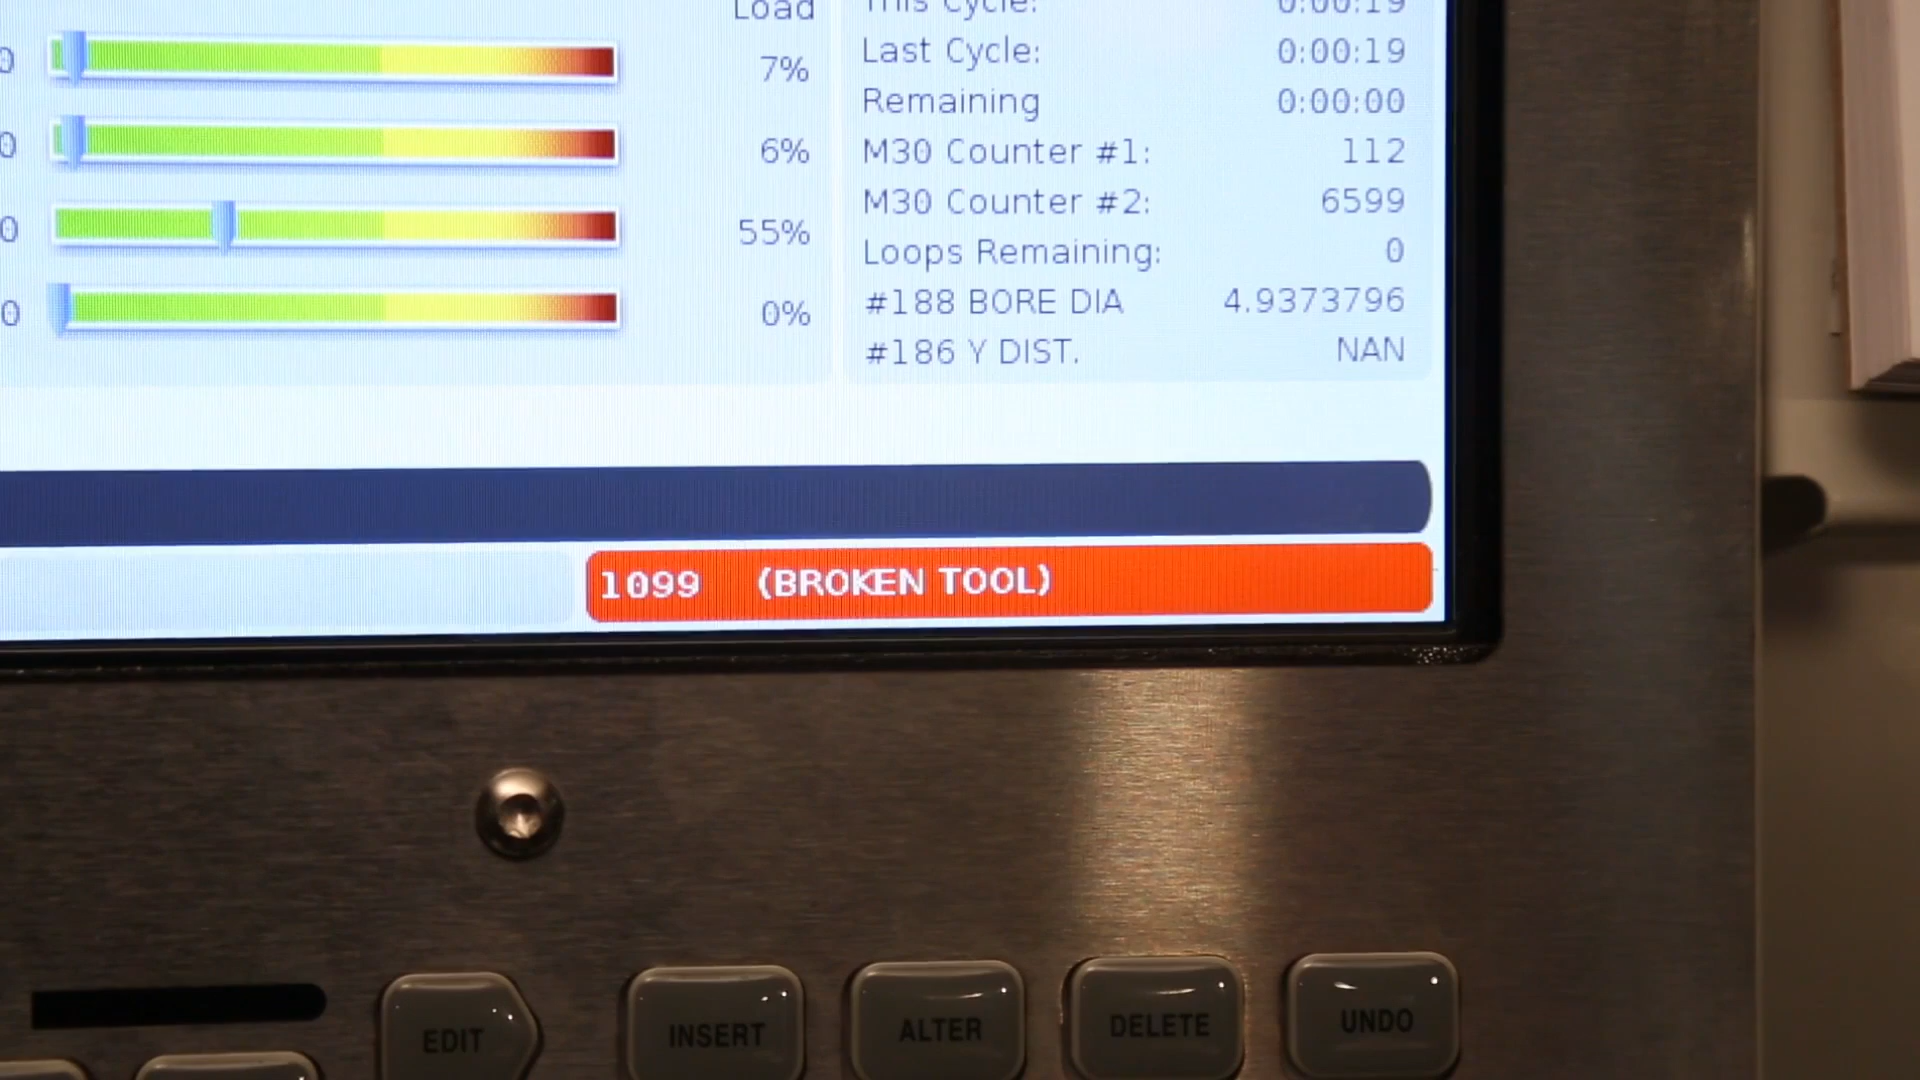 Load
7%
6%
55%
0%
This Cycle: 0:00:19
Last Cycle: 0:00:19
Remaining 0:00:00
M30 Counter #1: 112
M30 Counter #2: 6599
Loops Remaining: 0
#188 BORE DIA 4.9373796
#186 Y DIST. NAN
1099 (BROKEN TOOL)
EDIT INSERT ALTER DELETE UNDO